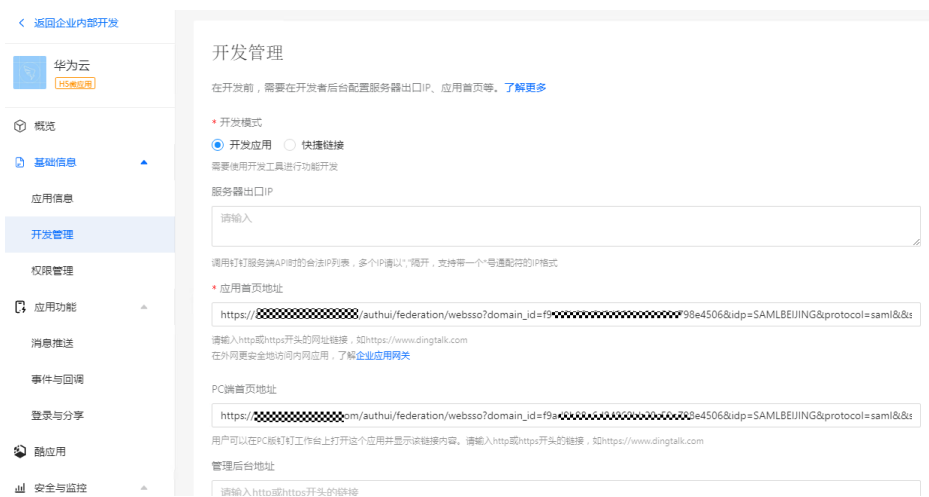 返回企业内部开发
华为云
H5微应用
概览
基础信息
应用信息
开发管理
权限管理
应用功能
消息推送
事件与回调
登录与分享
酷应用
安全与监控
开发管理
在开发前，需要在开发者后台配置服务器出口IP、应用首页等。了解更多
* 开发模式
开发应用 快捷链接
需要使用开发工具进行功能开发
服务器出口IP
请输入
调用钉钉服务端API时的合法IP列表，多个IP请以","隔开，支持带一个*号通配符的IP格式
* 应用首页地址
https:// /authui/federation/websso?domain_id=f9 98e4506&idp=SAMLBEIJING&protocol=saml&&s
请输入http或https开头的网址链接，如https://www.dingtalk.com
在外网更安全地访问内网应用，了解企业应用网关
PC端首页地址
https:// om/authui/federation/websso?domain_id=f9a 8e4506&idp=SAMLBEIJING&protocol=saml&&s
用户可以在PC版钉钉工作台上打开这个应用并显示该链接内容。请输入http或https开头的链接，如https://www.dingtalk.com
管理后台地址
请输入http或https开头的链接